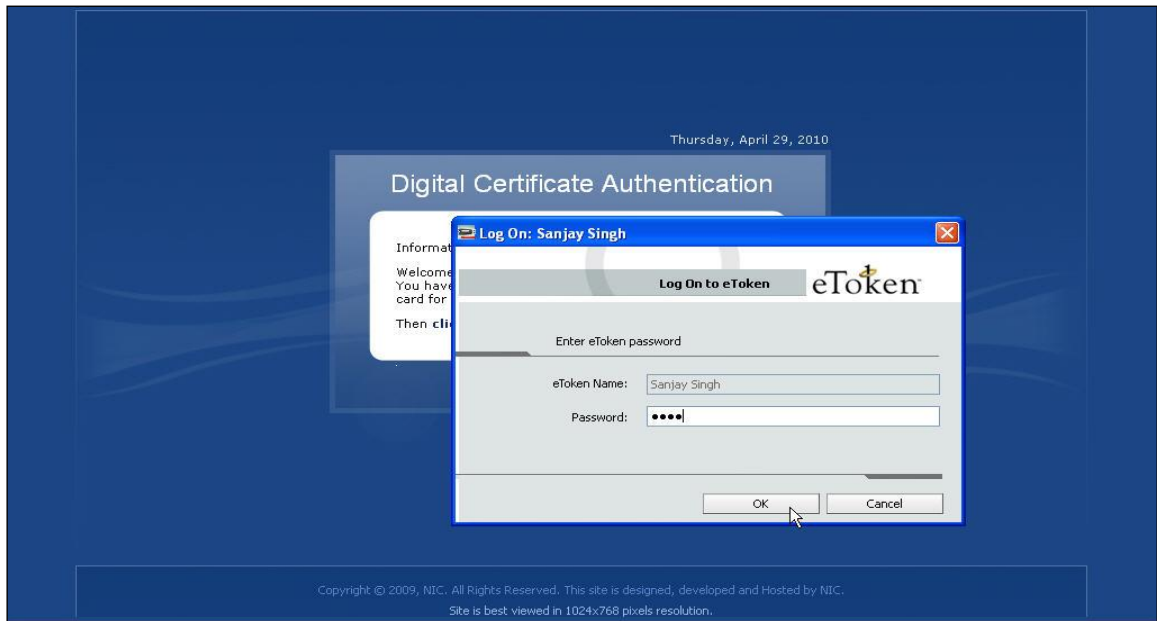 Thursday, April 29, 2010
Digital Certificate Authentication
Log On: Sanjay Singh
Informat
Welcome
You have
card for
Then cli
Log On to eToken
eToken
Enter eToken password
eToken Name: Sanjay Singh
Password: ●●●●
OK Cancel
Copyright © 2009, NIC. All Rights Reserved. This site is designed, developed and Hosted by NIC.
Site is best viewed in 1024x768 pixels resolution.